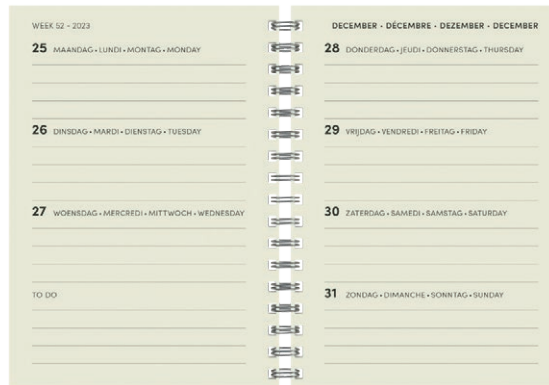 WEEK 52 - 2023
25 MAANDAG • LUNDI • MONTAG • MONDAY
26 DINSDAG • MARDI • DIENSTAG • TUESDAY
27 WOENSDAG • MERCREDI • MITTWOCH • WEDNESDAY
TO DO
DECEMBER • DÉCEMBRE • DEZEMBER • DECEMBER
28 DONDERDAG • JEUDI • DONNERSTAG • THURSDAY
29 VRIJDAG • VENDREDI • FREITAG • FRIDAY
30 ZATERDAG • SAMEDI • SAMSTAG • SATURDAY
31 ZONDAG • DIMANCHE • SONNTAG • SUNDAY